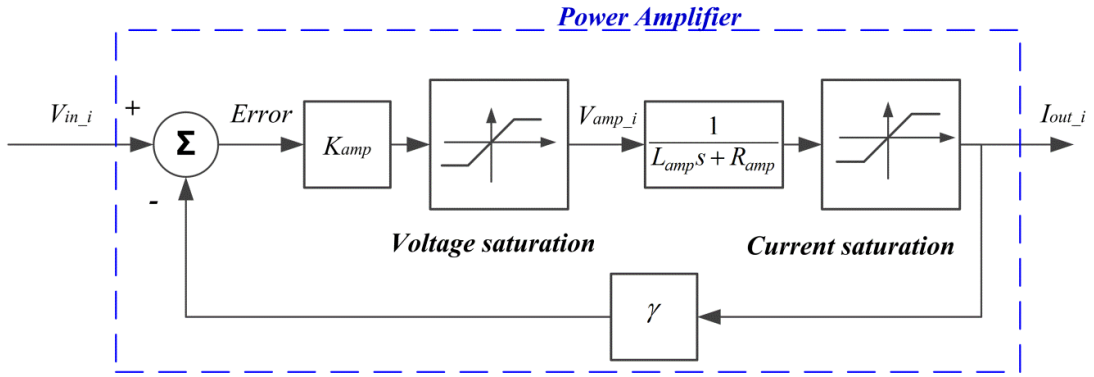 Power Amplifier
V_in_i
+
Σ
-
Error
K_amp
V_amp_i
1
L_amp s + R_amp
I_out_i
Voltage saturation
Current saturation
γ